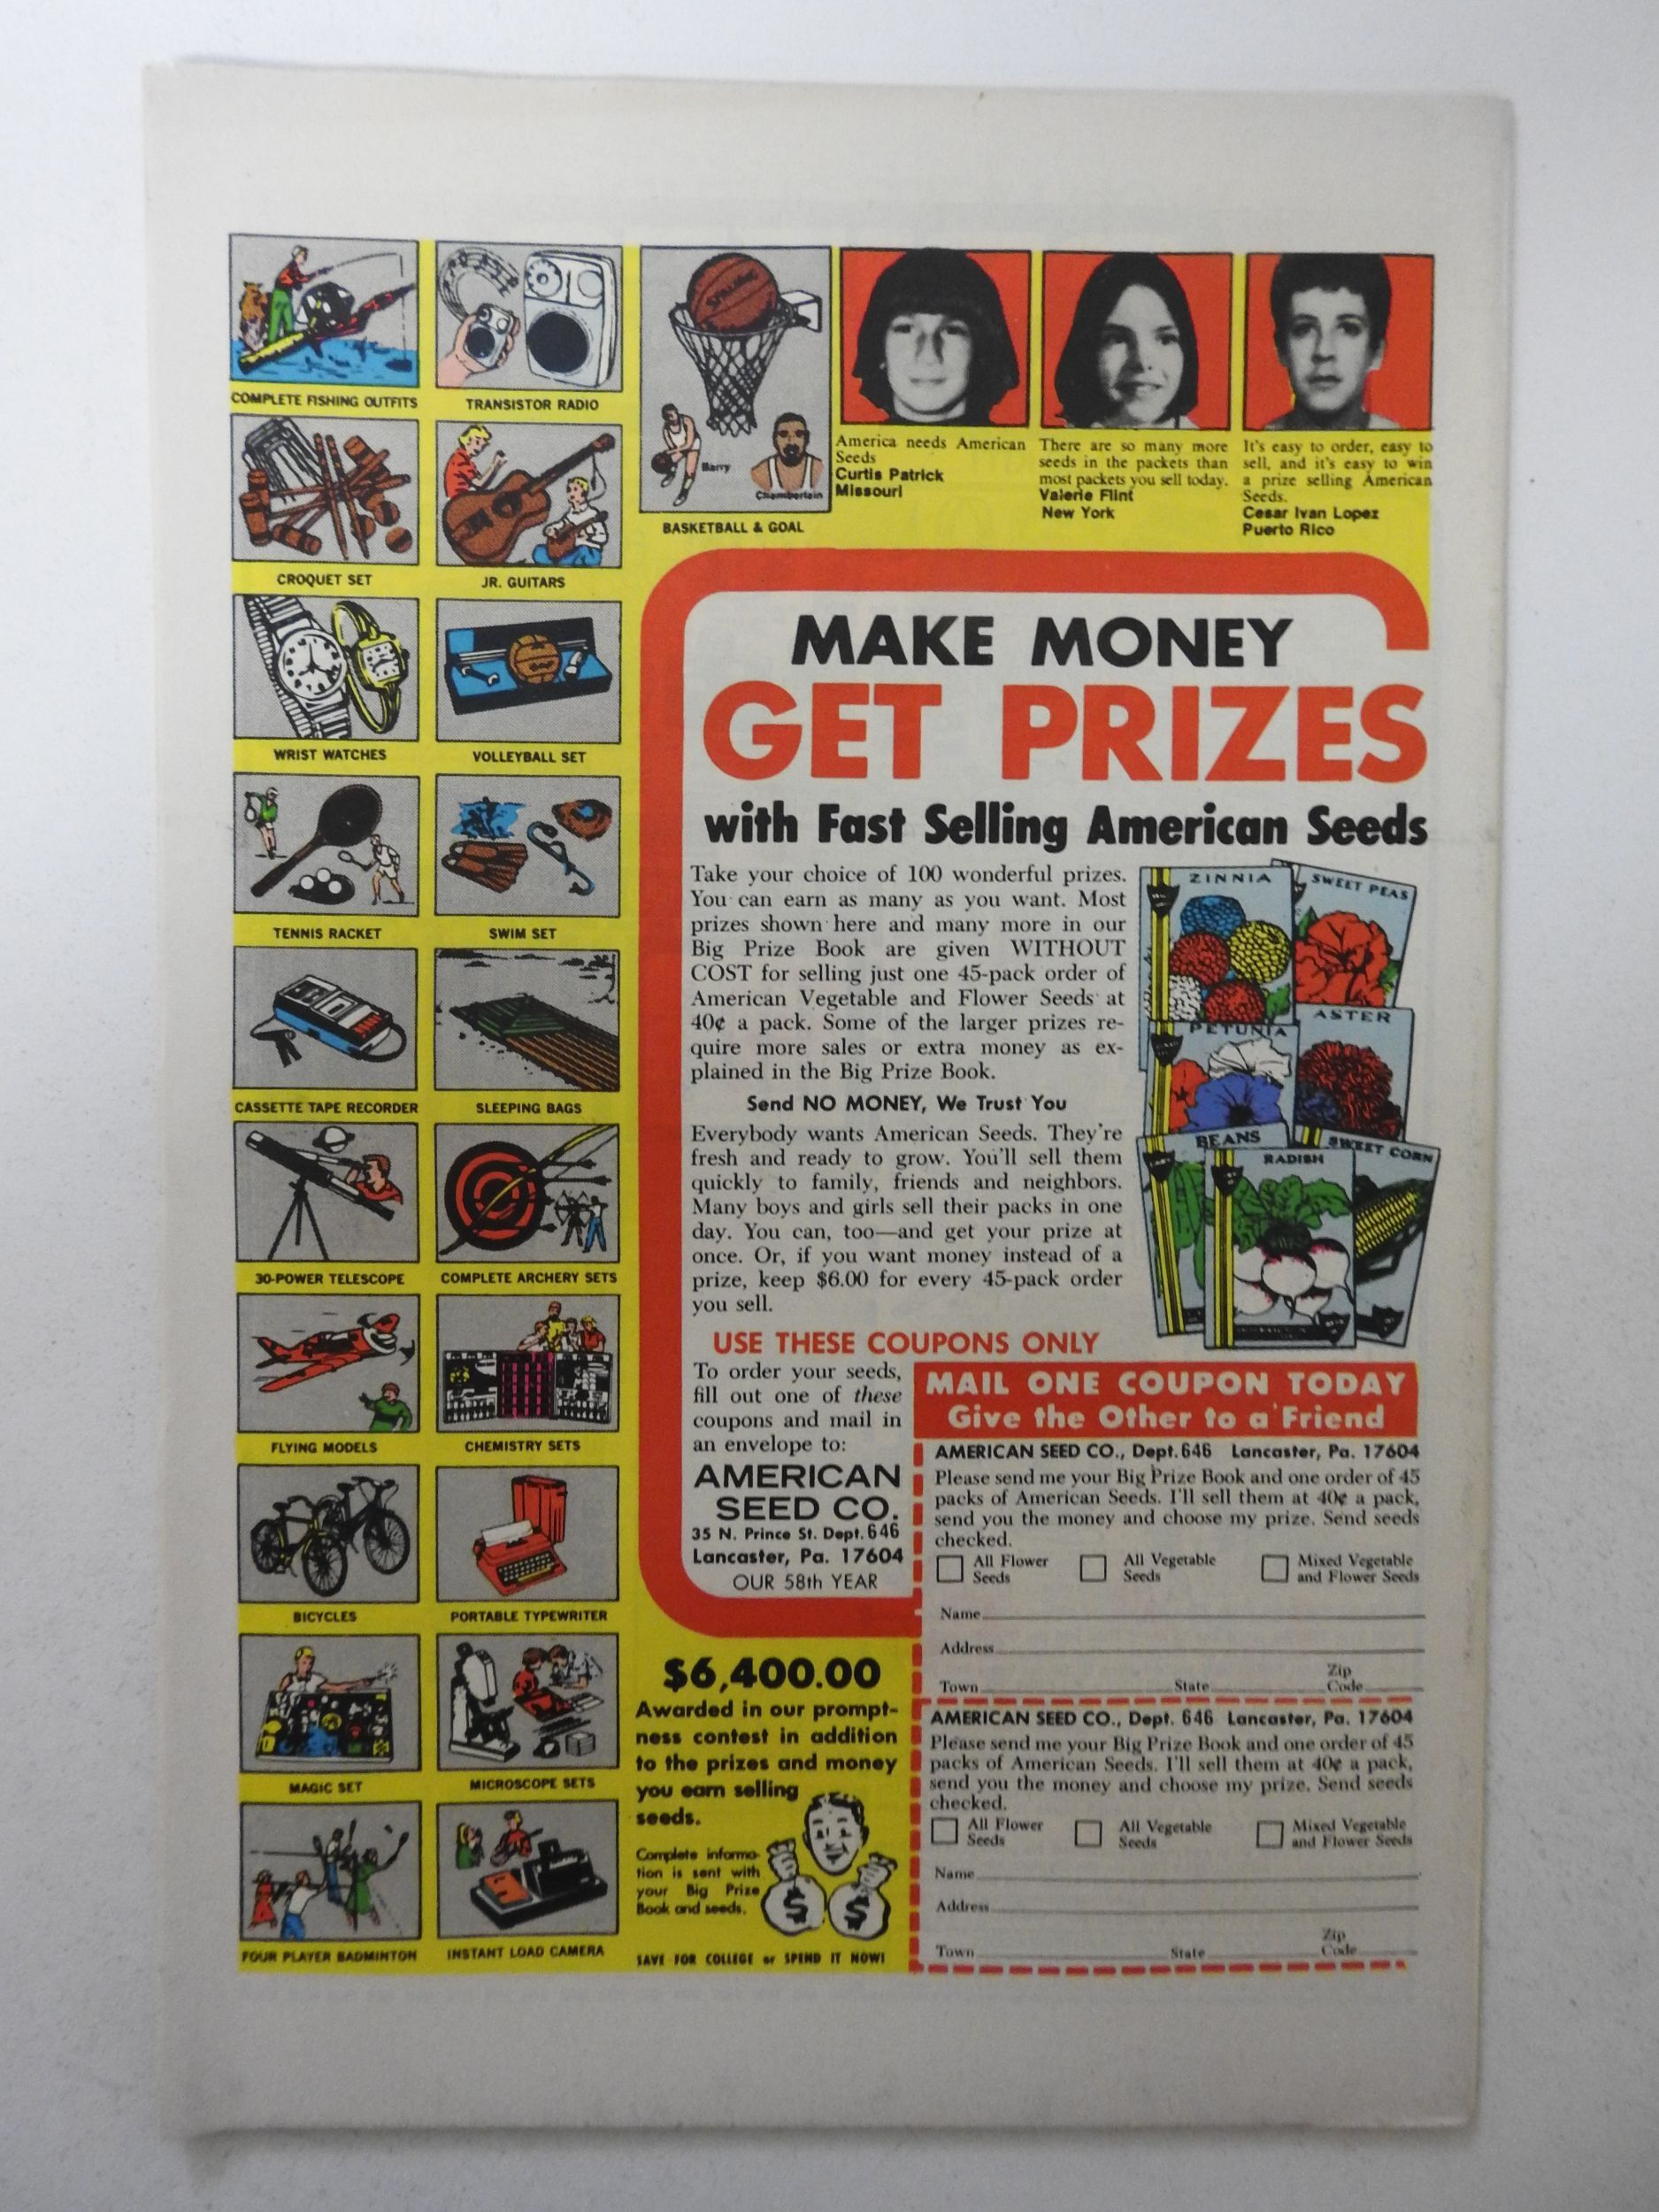 COMPLETE FISHING OUTFITS
TRANSISTOR RADIO
CROQUET SET
JR. GUITARS
WRIST WATCHES
VOLLEYBALL SET
TENNIS RACKET
SWIM SET
CASSETTE TAPE RECORDER
SLEEPING BAGS
30-POWER TELESCOPE
COMPLETE ARCHERY SETS
FLYING MODELS
CHEMISTRY SETS
BICYCLES
PORTABLE TYPEWRITER
MAGIC SET
MICROSCOPE SETS
FOUR PLAYER BADMINTON
INSTANT LOAD CAMERA
SPALDING
Barry
Chamberlain
BASKETBALL & GOAL
America needs American
Seeds
Curtis Patrick
Missouri
There are so many more
seeds in the packets than
most packets you sell today.
Valerie Flint
New York
It's easy to order, easy to
sell, and it's easy to win
a prize selling American
Seeds.
Cesar Ivan Lopez
Puerto Rico
MAKE MONEY
GET PRIZES
with Fast Selling American Seeds
Take your choice of 100 wonderful prizes.
You can earn as many as you want. Most
prizes shown here and many more in our
Big Prize Book are given WITHOUT
COST for selling just one 45-pack order of
American Vegetable and Flower Seeds at
40¢ a pack. Some of the larger prizes re-
quire more sales or extra money as ex-
plained in the Big Prize Book.
Send NO MONEY, We Trust You
Everybody wants American Seeds. They're
fresh and ready to grow. You'll sell them
quickly to family, friends and neighbors.
Many boys and girls sell their packs in one
day. You can, too—and get your prize at
once. Or, if you want money instead of a
prize, keep $6.00 for every 45-pack order
you sell.
ZINNIA
SWEET PEAS
PETUNIA
ASTER
BEANS
RADISH
SWEET CORN
USE THESE COUPONS ONLY
To order your seeds,
fill out one of these
coupons and mail in
an envelope to:
AMERICAN
SEED CO.
35 N. Prince St. Dept. 646
Lancaster, Pa. 17604
OUR 58th YEAR
MAIL ONE COUPON TODAY
Give the Other to a Friend
AMERICAN SEED CO., Dept. 646 Lancaster, Pa. 17604
Please send me your Big Prize Book and one order of 45
packs of American Seeds. I'll sell them at 40¢ a pack,
send you the money and choose my prize. Send seeds
checked.
All Flower Seeds All Vegetable Seeds Mixed Vegetable and Flower Seeds
Name
Address
Town State Zip Code
AMERICAN SEED CO., Dept. 646 Lancaster, Pa. 17604
Please send me your Big Prize Book and one order of 45
packs of American Seeds. I'll sell them at 40¢ a pack,
send you the money and choose my prize. Send seeds
checked.
All Flower Seeds All Vegetable Seeds Mixed Vegetable and Flower Seeds
Name
Address
Town State Zip Code
$6,400.00
Awarded in our prompt-
ness contest in addition
to the prizes and money
you earn selling
seeds.
Complete informa-
tion is sent with
your Big Prize
Book and seeds.
$ $
SAVE FOR COLLEGE or SPEND IT NOW!